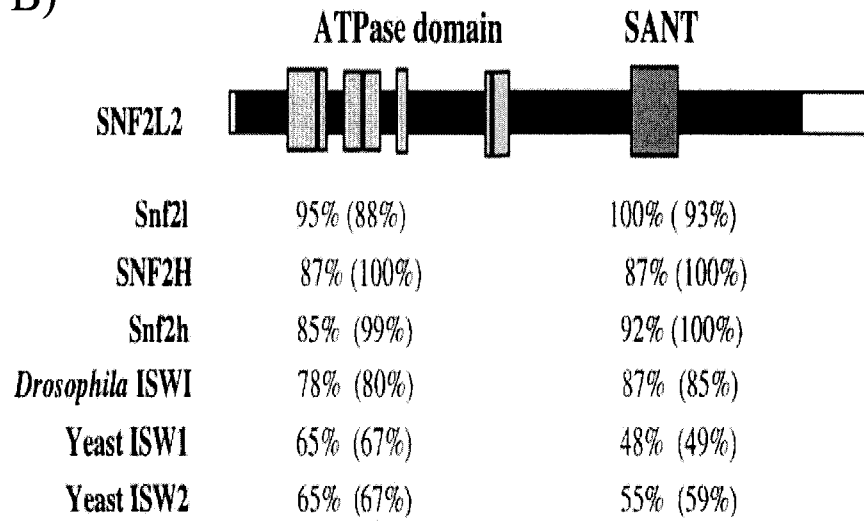 B)
ATPase domain SANT
SNF2L2
Snf2l 95% (88%) 100% ( 93%)
SNF2H 87% (100%) 87% (100%)
Snf2h 85% (99%) 92% (100%)
Drosophila ISWI 78% (80%) 87% (85%)
Yeast ISW1 65% (67%) 48% (49%)
Yeast ISW2 65% (67%) 55% (59%)